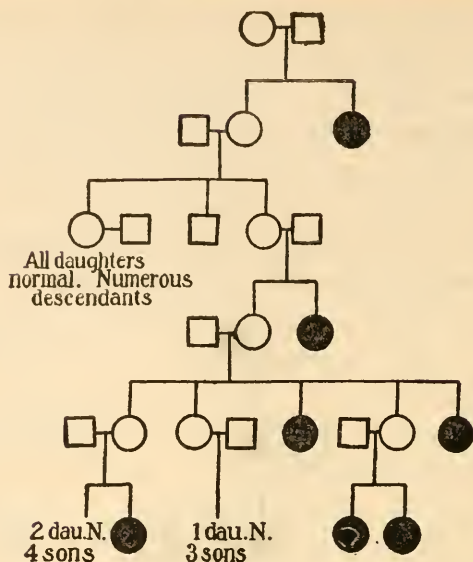 All daughters
normal. Numerous
descendants
2 dau.N.
4 sons
1 dau.N.
3 sons